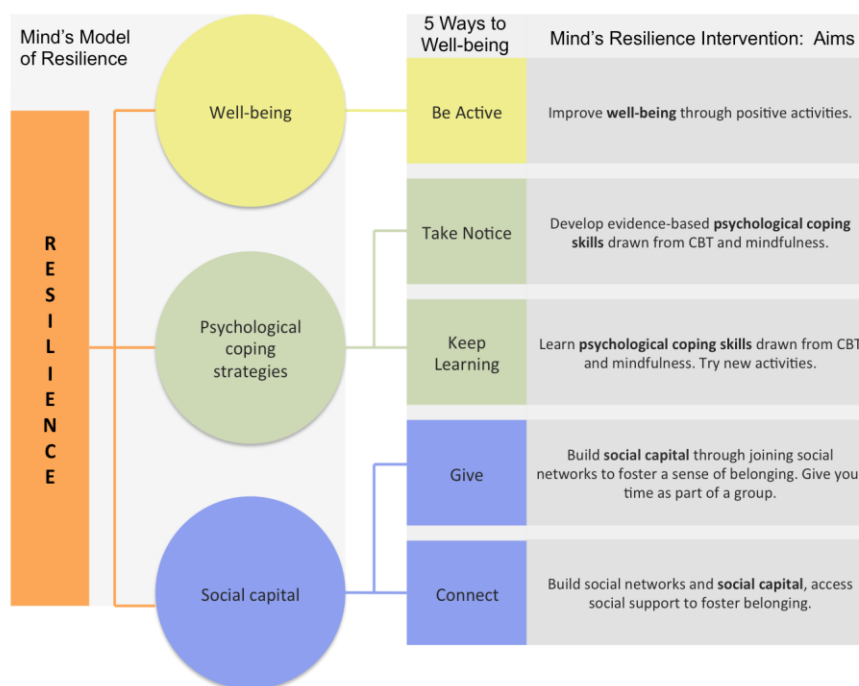 Mind's Model
of Resilience
5 Ways to
Well-being
Mind's Resilience Intervention: Aims
RESILIENCE
Well-being
Be Active
Improve well-being through positive activities.
Psychological
coping
strategies
Take Notice
Develop evidence-based psychological coping
skills drawn from CBT and mindfulness.
Keep
Learning
Learn psychological coping skills drawn from CBT
and mindfulness. Try new activities.
Social capital
Give
Build social capital through joining social
networks to foster a sense of belonging. Give you
time as part of a group.
Connect
Build social networks and social capital, access
social support to foster belonging.